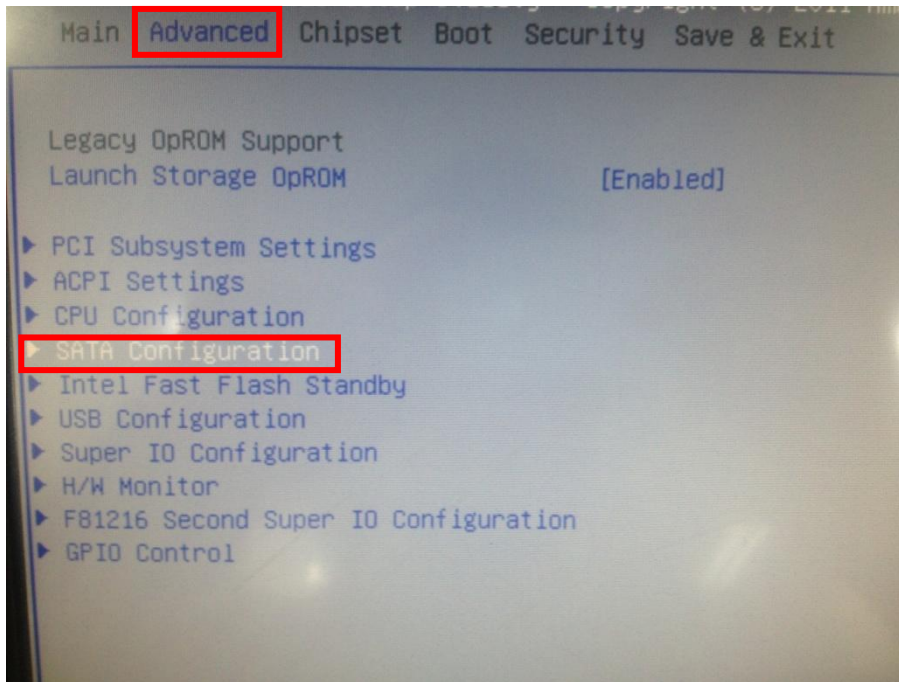 Main Advanced Chipset Boot Security Save & Exit
Legacy OpROM Support
Launch Storage OpROM [Enabled]
PCI Subsystem Settings
ACPI Settings
CPU Configuration
SATA Configuration
Intel Fast Flash Standby
USB Configuration
Super IO Configuration
H/W Monitor
F81216 Second Super IO Configuration
GPIO Control